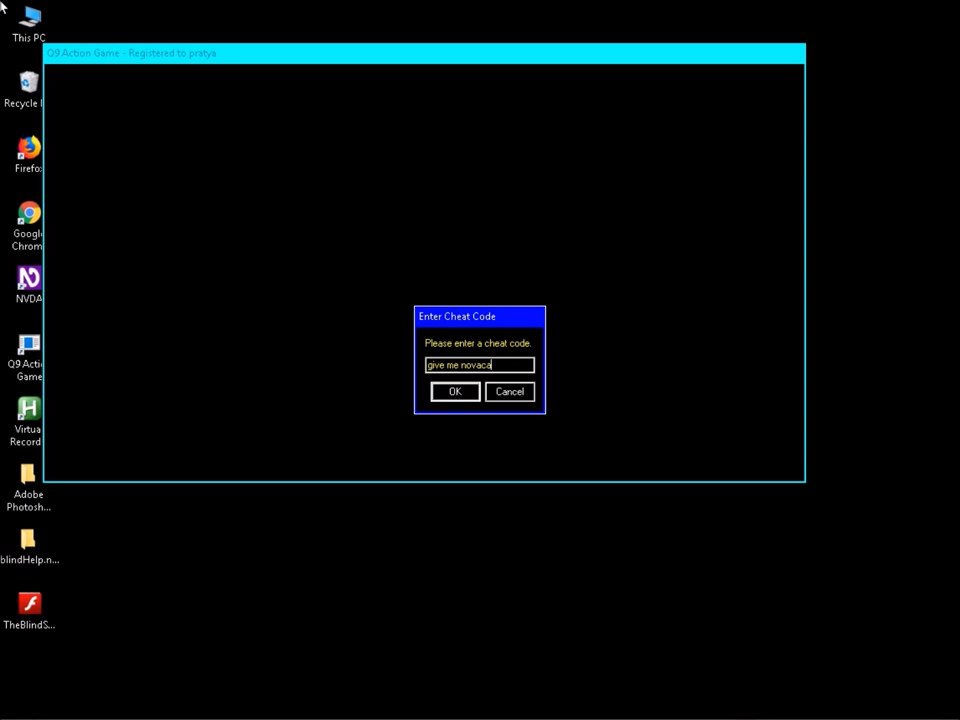 This PC
Recycle
Firefo
Googl
Chrom
NVDA
Q9 Acti
Game
Virtua
Record
Adobe
Photosh...
blindHelp.n...
TheBlindS...
Q9 Action Game - Registered to pratya
Enter Cheat Code
Please enter a cheat code.
give me novaca
OK
Cancel